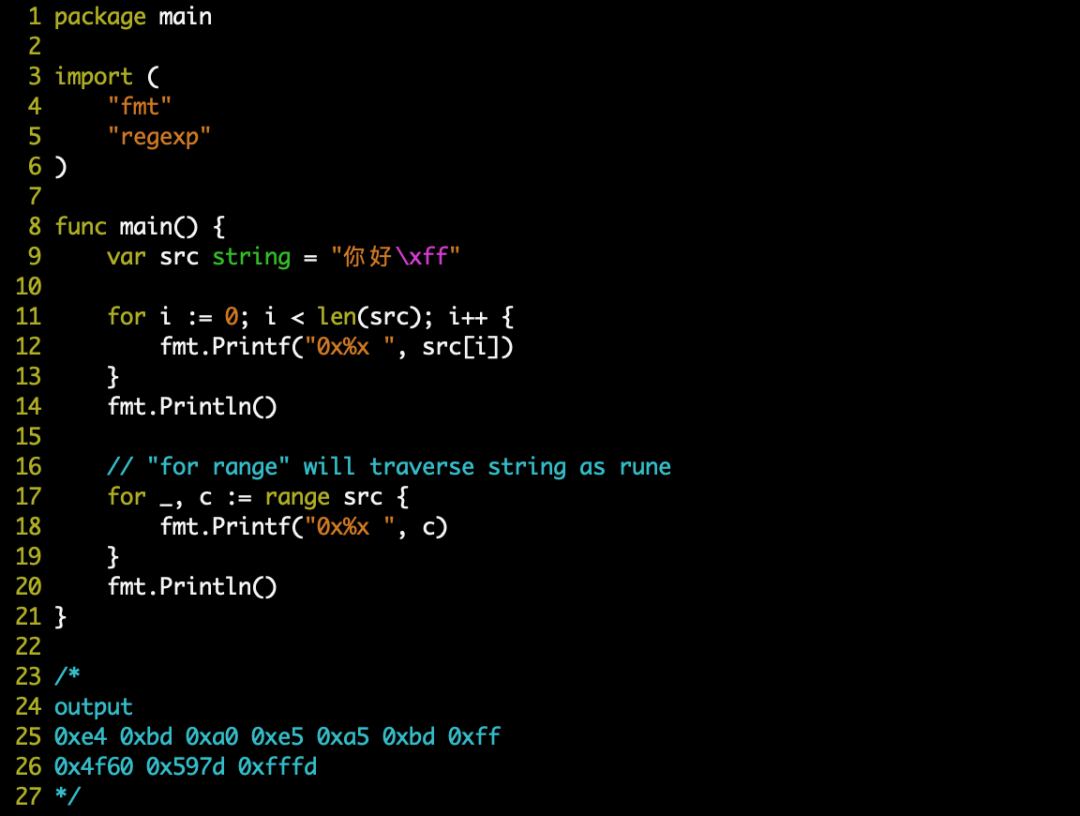 1 package main
2
3 import (
4     "fmt"
5     "regexp"
6 )
7
8 func main() {
9     var src string = "你好\xff"
10
11     for i := 0; i < len(src); i++ {
12         fmt.Printf("0x%x ", src[i])
13     }
14     fmt.Println()
15
16     // "for range" will traverse string as rune
17     for _, c := range src {
18         fmt.Printf("0x%x ", c)
19     }
20     fmt.Println()
21 }
22
23 /*
24 output
25 0xe4 0xbd 0xa0 0xe5 0xa5 0xbd 0xff
26 0x4f60 0x597d 0xfffd
27 */